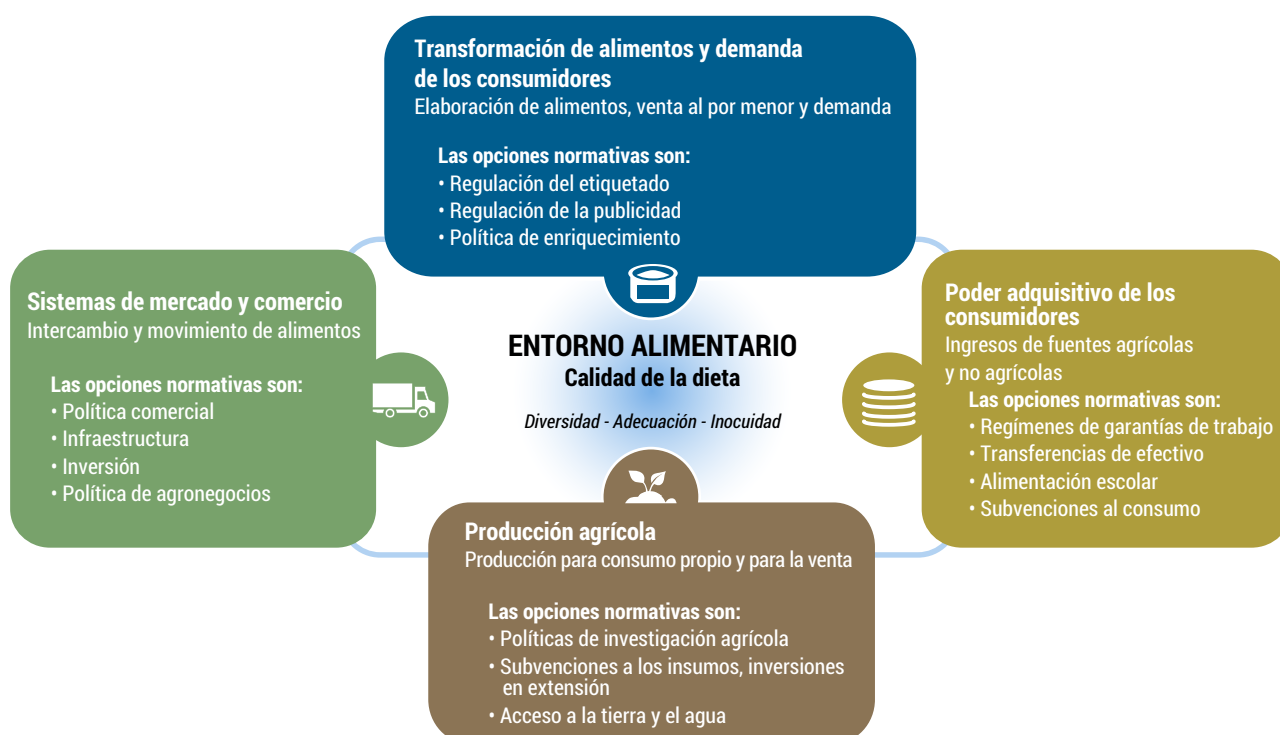 Transformación de alimentos y demanda
de los consumidores
Elaboración de alimentos, venta al por menor y demanda
Las opciones normativas son:
• Regulación del etiquetado
• Regulación de la publicidad
• Política de enriquecimiento
Sistemas de mercado y comercio
Intercambio y movimiento de alimentos
Las opciones normativas son:
• Política comercial
• Infraestructura
• Inversión
• Política de agronegocios
ENTORNO ALIMENTARIO
Calidad de la dieta
Diversidad - Adecuación - Inocuidad
Poder adquisitivo de los
consumidores
Ingresos de fuentes agrícolas
y no agrícolas
Las opciones normativas son:
• Regímenes de garantías de trabajo
• Transferencias de efectivo
• Alimentación escolar
• Subvenciones al consumo
Producción agrícola
Producción para consumo propio y para la venta
Las opciones normativas son:
• Políticas de investigación agrícola
• Subvenciones a los insumos, inversiones
en extensión
• Acceso a la tierra y el agua